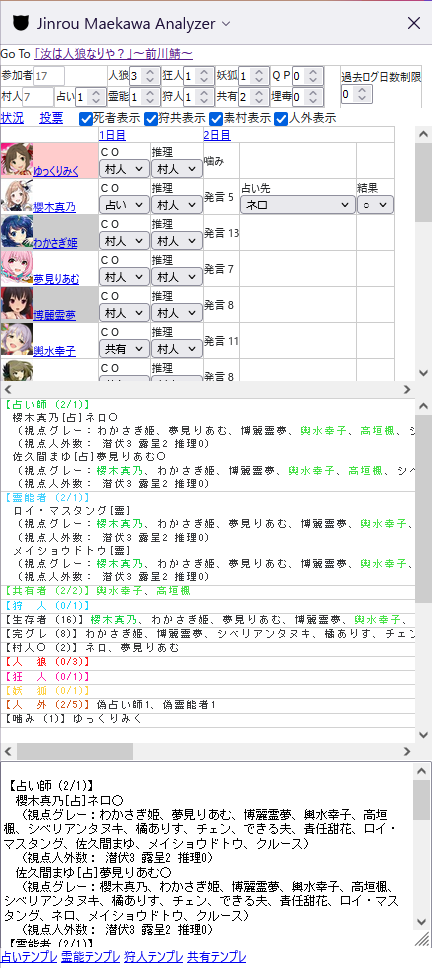 Jinrou Maekawa Analyzer
Go To 「汝は人狼なりや？」～前川鯖～
参加者 17 人狼 3 狂人 1 妖狐 1 ＱＰ 0 過去ログ日数制限
村人 7 占い 1 霊能 1 狩人 1 共有 2 埋毒 0 0
状況 投票 死者表示 狩共表示 素村表示 人外表示
1日目 2日目
ゆっくりみく ＣＯ 村人 推理 村人 噛み
櫻木真乃 ＣＯ 占い 推理 村人 発言 5 占い先 ネロ 結果 ○
わかさぎ姫 ＣＯ 村人 推理 村人 発言 13
夢見りあむ ＣＯ 村人 推理 村人 発言 7
博麗霊夢 ＣＯ 村人 推理 村人 発言 8
輿水幸子 ＣＯ 共有 推理 村人 発言 11
ＣＯ 推理 発言 8
【占い師 (2/1)】
櫻木真乃[占]ネロ○
（視点グレー：わかさぎ姫、夢見りあむ、博麗霊夢、輿水幸子、高垣楓、シ
（視点人外数： 潜伏3 露呈2 推理0）
佐久間まゆ[占]夢見りあむ○
（視点グレー：櫻木真乃、わかさぎ姫、博麗霊夢、輿水幸子、高垣楓、シベ
（視点人外数： 潜伏3 露呈2 推理0）
【霊能者 (2/1)】
ロイ・マスタング[霊]
（視点グレー：櫻木真乃、わかさぎ姫、夢見りあむ、博麗霊夢、輿水幸子、
（視点人外数： 潜伏3 露呈2 推理0）
メイショウドトウ[霊]
（視点グレー：櫻木真乃、わかさぎ姫、夢見りあむ、博麗霊夢、輿水幸子、
（視点人外数： 潜伏3 露呈2 推理0）
【共有者 (2/2)】輿水幸子、高垣楓
【狩　人 (0/1)】
【生存者 (16)】櫻木真乃、わかさぎ姫、夢見りあむ、博麗霊夢、輿水幸子、
【完グレ (8)】わかさぎ姫、博麗霊夢、シベリアンタヌキ、橘ありす、チェン
【村人○ (2)】ネロ、夢見りあむ
【人　狼 (0/3)】
【狂　人 (0/1)】
【妖　狐 (0/1)】
【人　外 (2/5)】偽占い師1、偽霊能者1
【噛み (1)】ゆっくりみく
【占い師 (2/1)】
櫻木真乃[占]ネロ○
（視点グレー：わかさぎ姫、夢見りあむ、博麗霊夢、輿水幸子、高垣
楓、シベリアンタヌキ、橘ありす、チェン、できる夫、責任甜花、ロイ・
マスタング、佐久間まゆ、メイショウドトウ、クルース）
（視点人外数： 潜伏3 露呈2 推理0）
佐久間まゆ[占]夢見りあむ○
（視点グレー：櫻木真乃、わかさぎ姫、博麗霊夢、輿水幸子、高垣楓、
シベリアンタヌキ、橘ありす、チェン、できる夫、責任甜花、ロイ・マス
タング、ネロ、メイショウドトウ、クルース）
（視点人外数： 潜伏3 露呈2 推理0）
【霊能者 (2/1)】
占いテンプレ 霊能テンプレ 狩人テンプレ 共有テンプレ